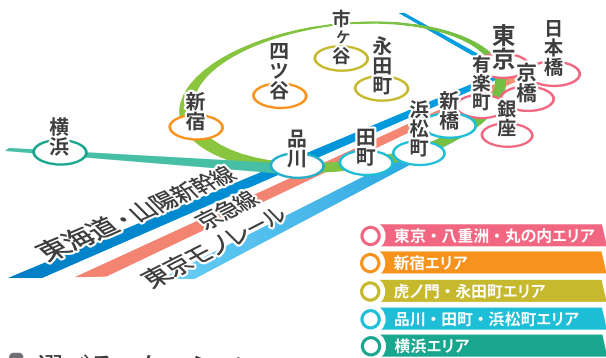 市ヶ谷
四ツ谷
永田町
東京
日本橋
有楽町
京橋
新宿
浜松町
新橋
銀座
横浜
品川
田町
東海道・山陽新幹線
京急線
東京モノレール
東京・八重洲・丸の内エリア
新宿エリア
虎ノ門・永田町エリア
品川・田町・浜松町エリア
横浜エリア